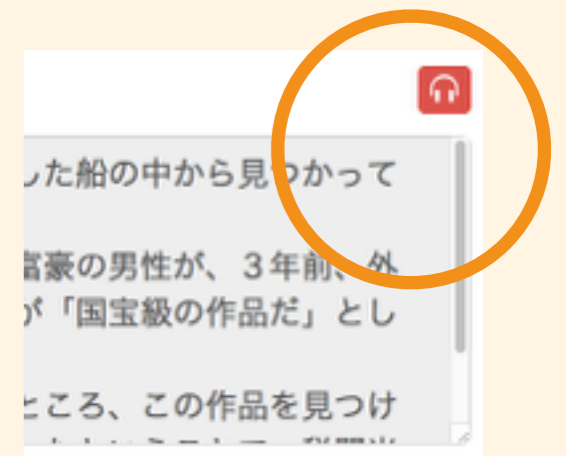 した船の中から見つかって
富豪の男性が、３年前、外
が「国宝級の作品だ」とし
ところ、この作品を見つけ